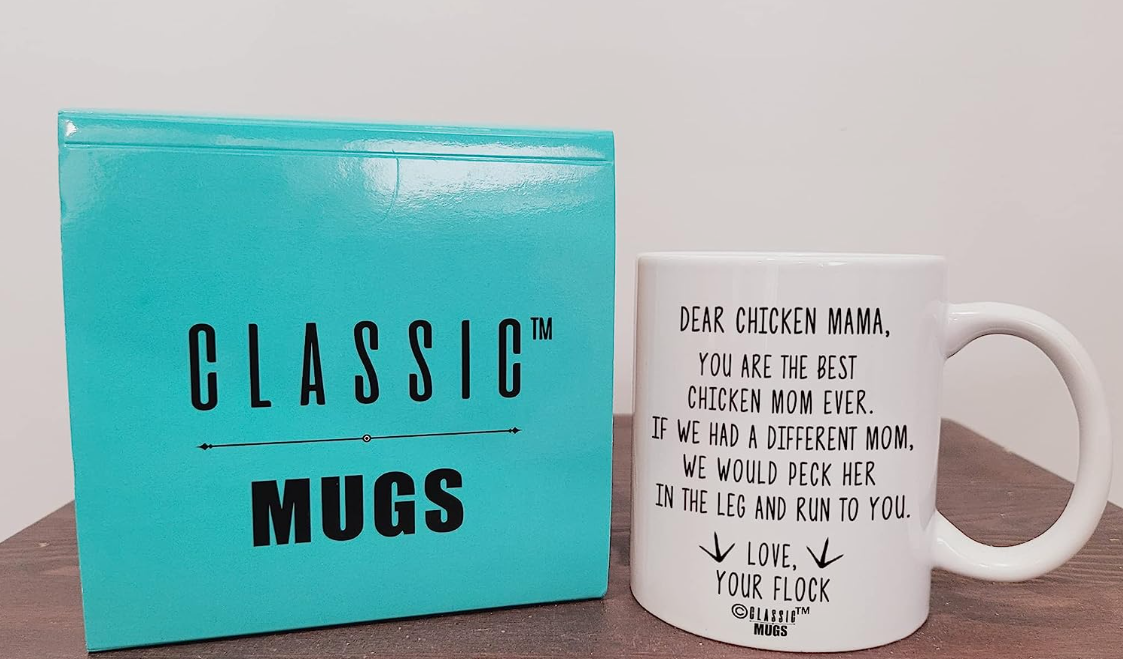 CLASSIC™
MUGS
DEAR CHICKEN MAMA,
YOU ARE THE BEST
CHICKEN MOM EVER.
IF WE HAD A DIFFERENT MOM,
WE WOULD PECK HER
IN THE LEG AND RUN TO YOU.
LOVE,
YOUR FLOCK
©CLASSIC™
MUGS